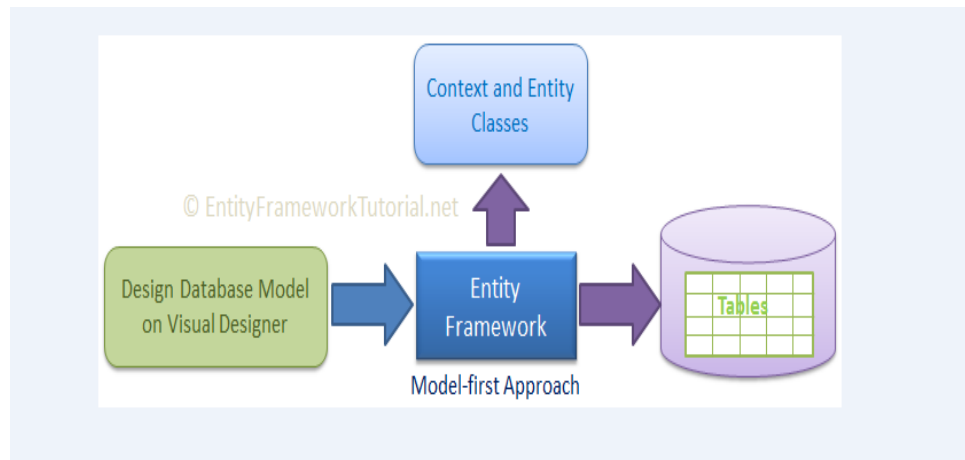 Context and Entity
Classes
© EntityFrameworkTutorial.net
Design Database Model
on Visual Designer
Entity
Framework
Tables
Model-first Approach